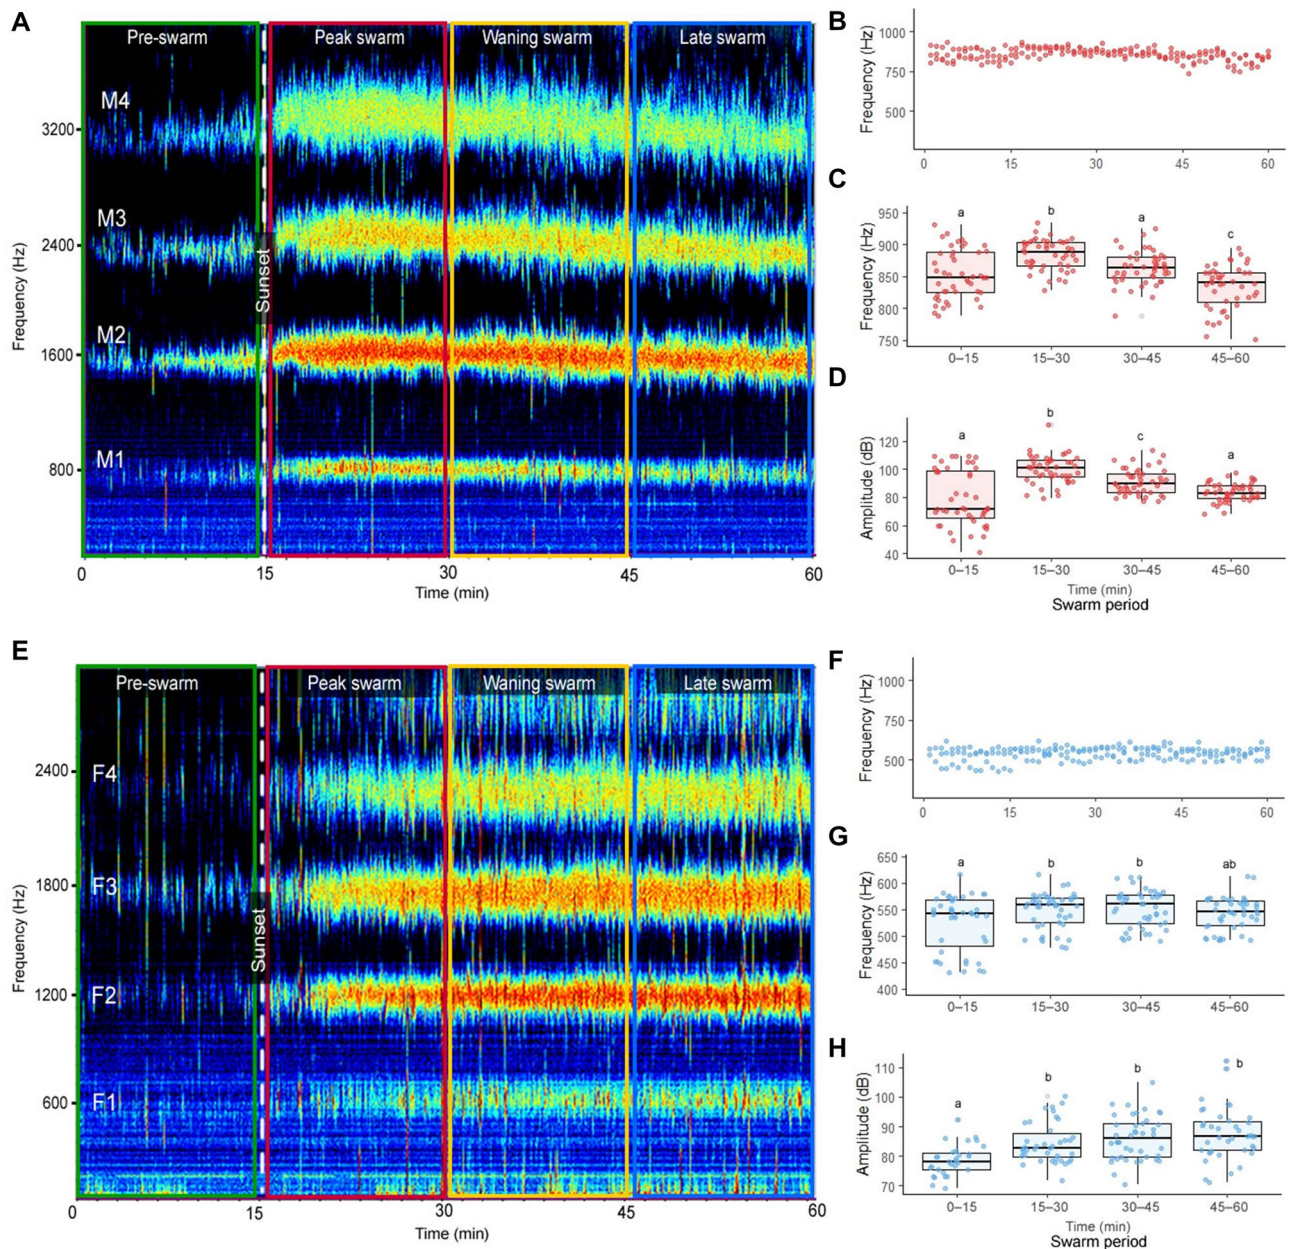 A
Pre-swarm
Peak swarm
Waning swarm
Late swarm
M4
M3
M2
M1
Sunset
3200
2400
1600
800
Frequency (Hz)
0
15
30
45
60
Time (min)
B
Frequency (Hz)
1000
750
500
0
15
30
45
60
C
Frequency (Hz)
950
900
850
800
750
a
b
a
c
0–15
15–30
30–45
45–60
D
Amplitude (dB)
120
100
80
60
40
a
b
c
a
0–15
15–30
30–45
45–60
Time (min)
Swarm period
E
Pre-swarm
Peak swarm
Waning swarm
Late swarm
F4
F3
F2
F1
Sunset
2400
1800
1200
600
Frequency (Hz)
0
15
30
45
60
Time (min)
F
Frequency (Hz)
1000
750
500
0
15
30
45
60
G
Frequency (Hz)
650
600
550
500
450
400
a
b
b
ab
0–15
15–30
30–45
45–60
H
Amplitude (dB)
110
100
90
80
70
a
b
b
b
0–15
15–30
30–45
45–60
Time (min)
Swarm period